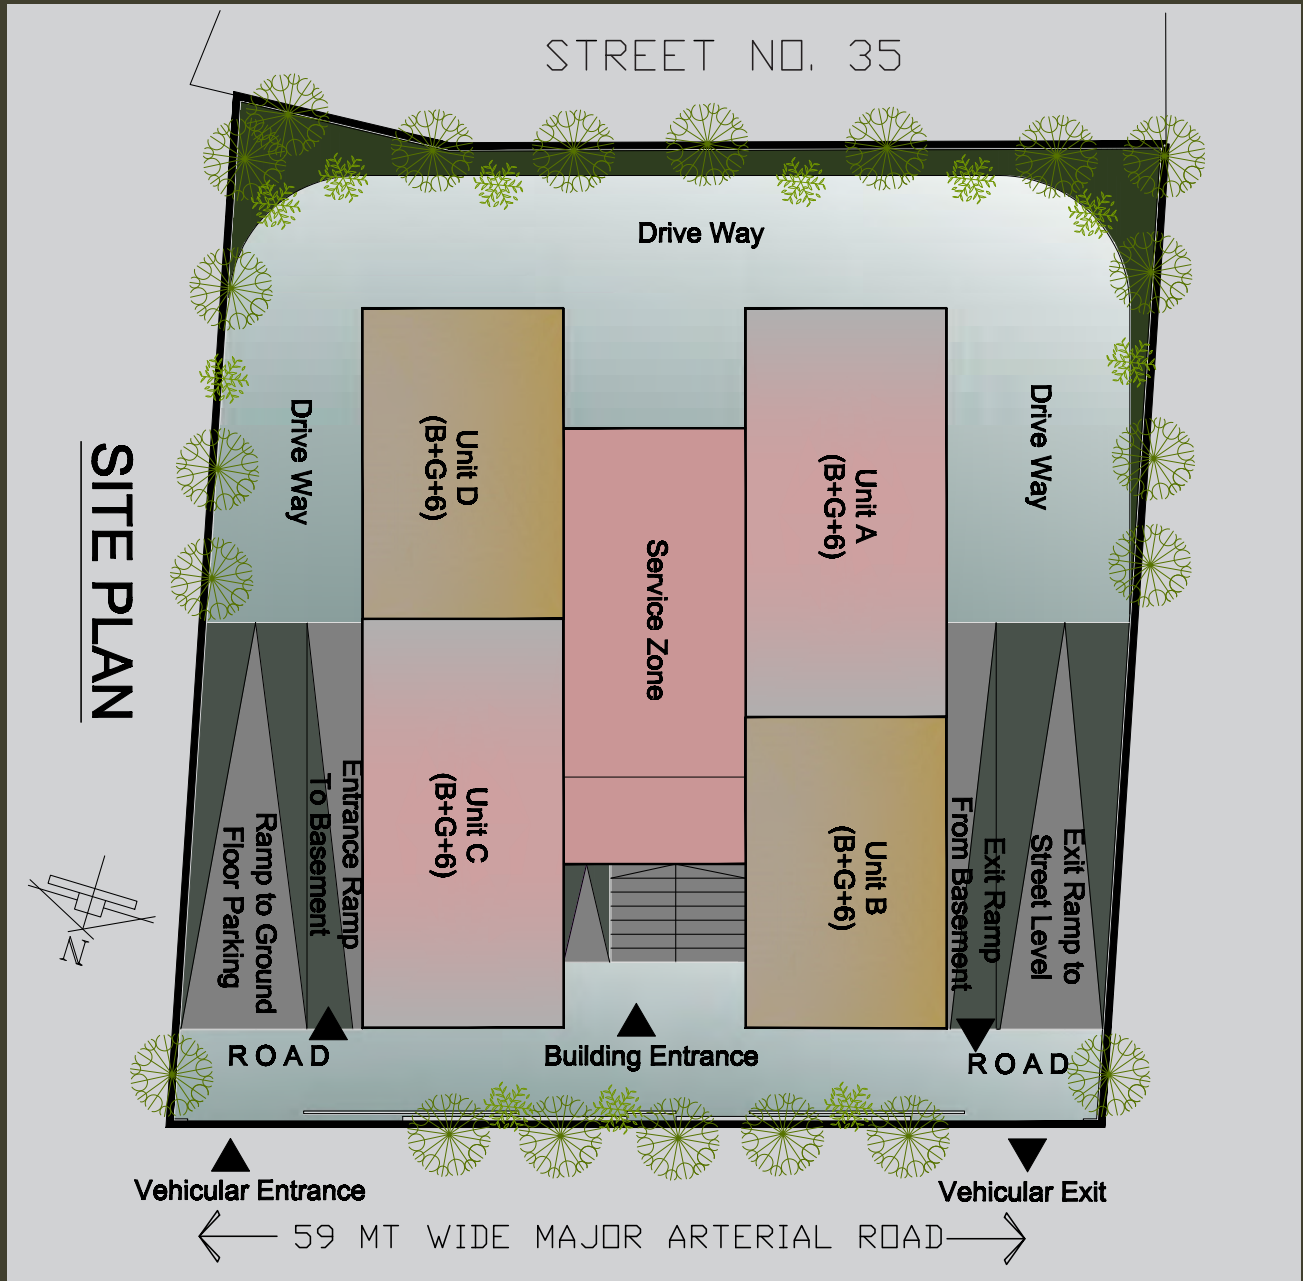 STREET NO. 35
Drive Way
Drive Way
Drive Way
Unit D
(B+G+6)
Unit A
(B+G+6)
SITE PLAN
Service Zone
Unit C
(B+G+6)
Unit B
(B+G+6)
Entrance Ramp
To Basement
Ramp to Ground
Floor Parking
Exit Ramp
From Basement
Exit Ramp to
Street Level
N
ROAD
Building Entrance
ROAD
Vehicular Entrance
Vehicular Exit
59 MT WIDE MAJOR ARTERIAL ROAD